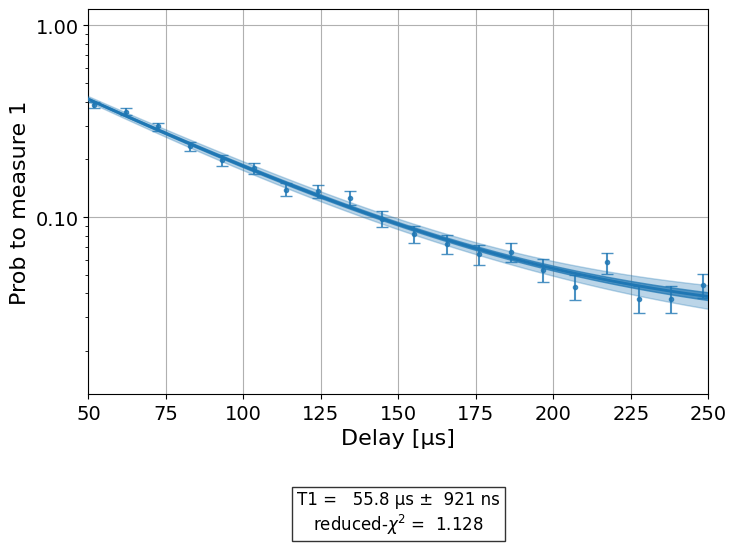 1.00
0.10
Prob to measure 1
50 75 100 125 150 175 200 225 250
Delay [µs]
T1 = 55.8 µs ± 921 ns
reduced-χ² = 1.128